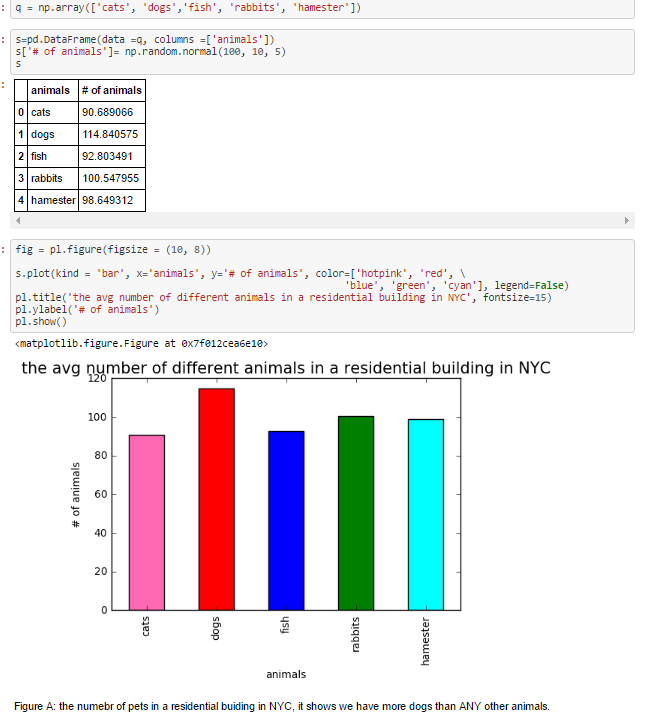 : q = np.array(['cats', 'dogs','fish', 'rabbits', 'hamester'])
: s=pd.DataFrame(data =q, columns =['animals'])
s['# of animals']= np.random.normal(100, 10, 5)
s
:
animals # of animals
0 cats 90.689066
1 dogs 114.840575
2 fish 92.803491
3 rabbits 100.547955
4 hamester 98.649312
: fig = pl.figure(figsize = (10, 8))
s.plot(kind = 'bar', x='animals', y='# of animals', color=['hotpink', 'red', \
'blue', 'green', 'cyan'], legend=False)
pl.title('the avg number of different animals in a residential building in NYC', fontsize=15)
pl.ylabel('# of animals')
pl.show()
<matplotlib.figure.Figure at 0x7f012cea6e10>
the avg number of different animals in a residential building in NYC
120
100
80
60
40
20
0
# of animals
cats
dogs
fish
rabbits
hamester
animals
Figure A: the numebr of pets in a residential buiding in NYC, it shows we have more dogs than ANY other animals.